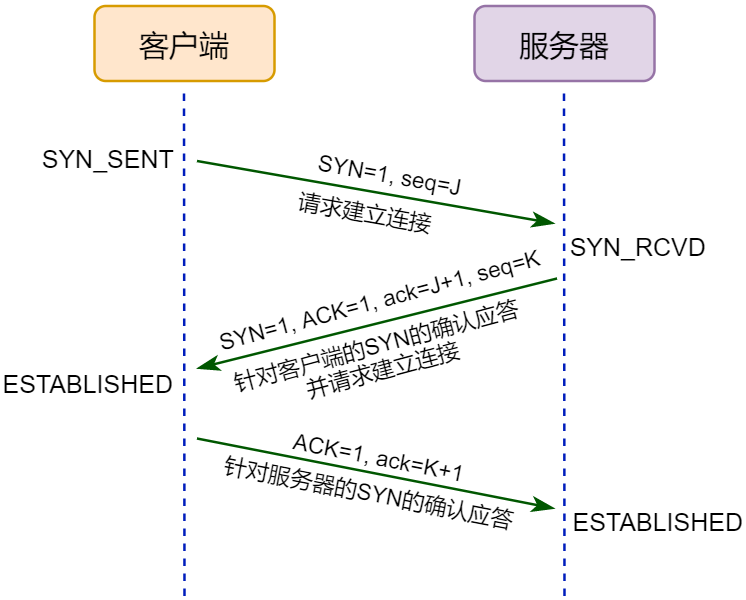 客户端
服务器
SYN_SENT
SYN=1, seq=J
请求建立连接
SYN_RCVD
SYN=1, ACK=1, ack=J+1, seq=K
针对客户端的SYN的确认应答
并请求建立连接
ESTABLISHED
ACK=1, ack=K+1
针对服务器的SYN的确认应答
ESTABLISHED